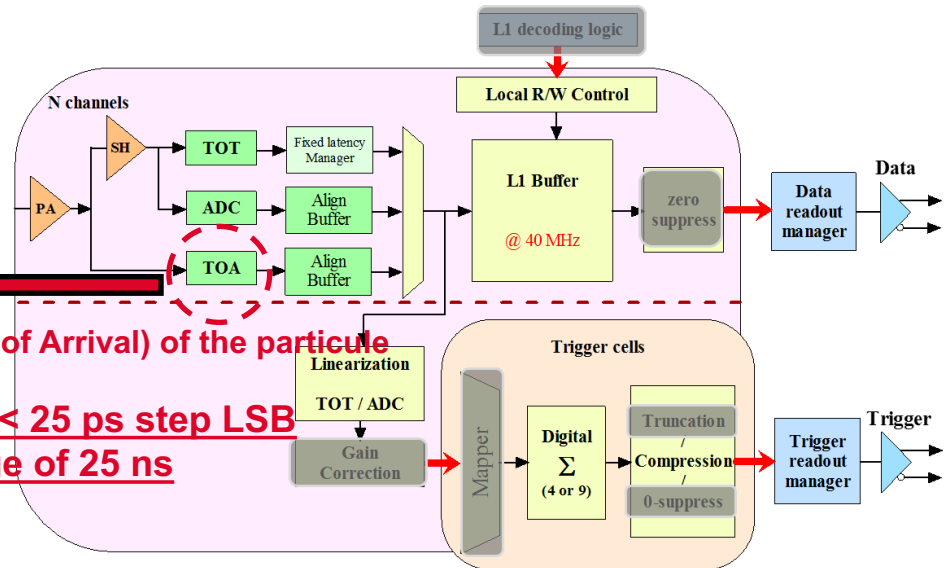 L1 decoding logic
N channels
Local R/W Control
SH
TOT
Fixed latency
Manager
PA
ADC
Align
Buffer
TOA
Align
Buffer
L1 Buffer
@ 40 MHz
zero
suppress
Data
readout
manager
Data
of Arrival) of the particule
Linearization
TOT / ADC
< 25 ps step LSB
e of 25 ns
Gain
Correction
Trigger cells
Mapper
Digital
Σ
(4 or 9)
Truncation
/
Compression
/
0-suppress
Trigger
readout
manager
Trigger